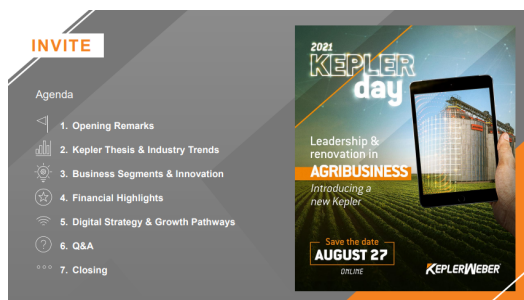 INVITE
Agenda
1. Opening Remarks
2. Kepler Thesis & Industry Trends
3. Business Segments & Innovation
4. Financial Highlights
5. Digital Strategy & Growth Pathways
6. Q&A
7. Closing
2021
KEPLER
day
Leadership &
renovation in
AGRIBUSINESS
Introducing a
new Kepler
Save the date
AUGUST 27
ONLINE
KEPLERWEBER